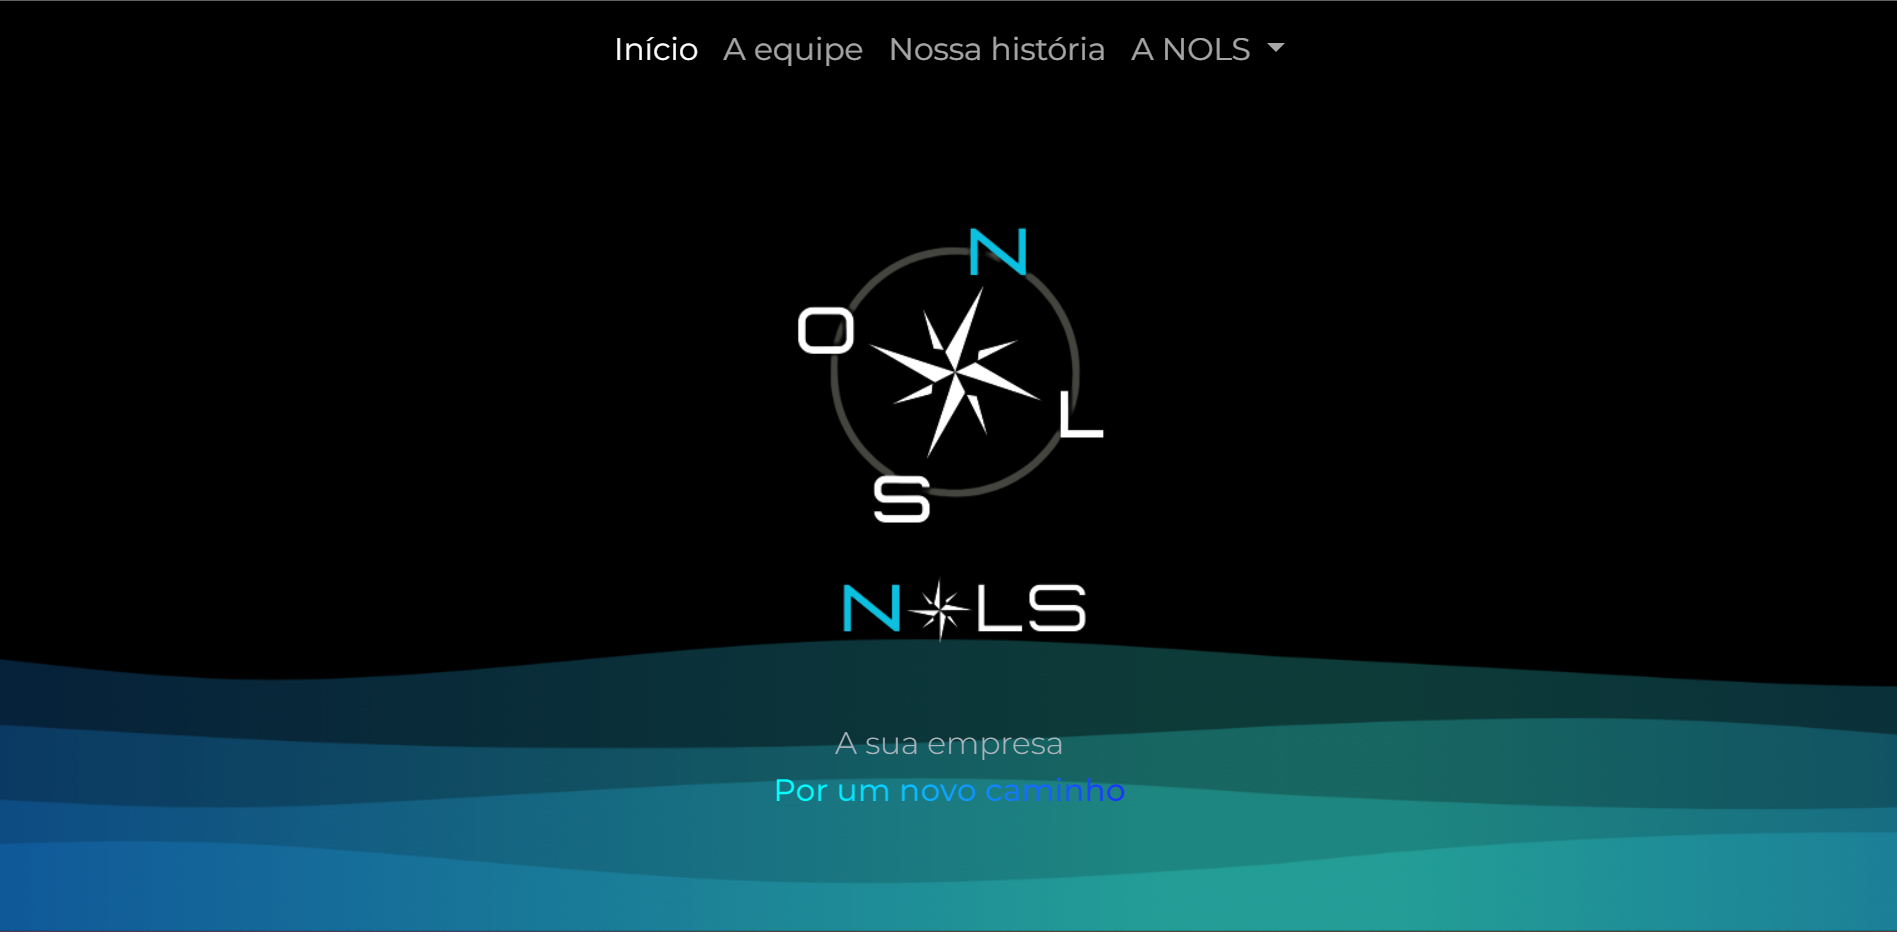 Início A equipe Nossa história A NOLS
N
O
L
S
NOLS
A sua empresa
Por um novo caminho